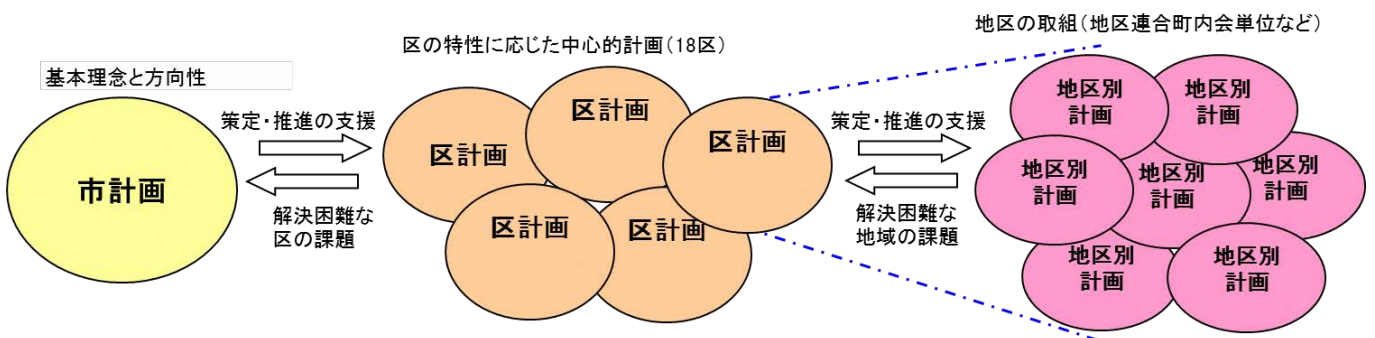 基本理念と方向性
市計画
策定・推進の支援
解決困難な
区の課題
区の特性に応じた中心的計画(18区)
区計画
区計画
区計画
区計画
区計画
策定・推進の支援
解決困難な
地域の課題
地区の取組(地区連合町内会単位など)
地区別
計画
地区別
計画
地区別
計画
地区別
計画
地区別
計画
地区別
計画
地区別
計画